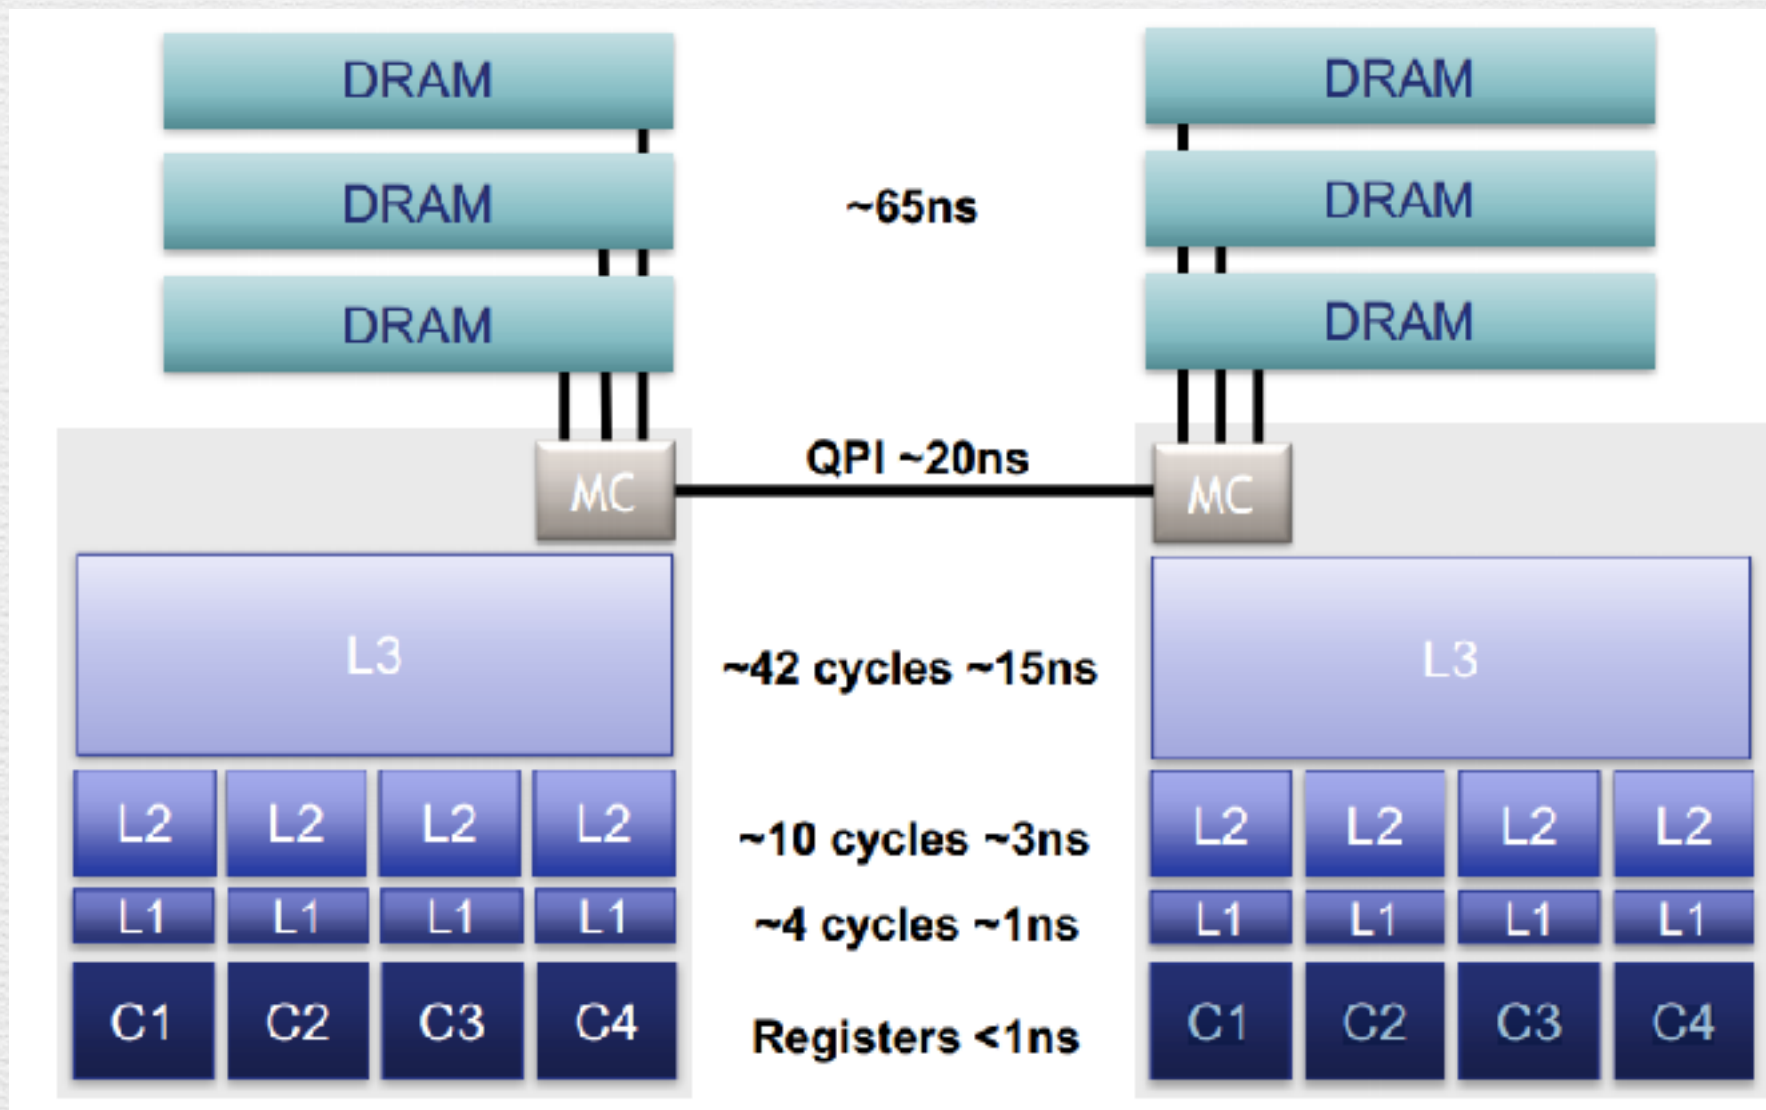 DRAM DRAM
DRAM ~65ns DRAM
DRAM DRAM
QPI ~20ns
MC MC
L3 ~42 cycles ~15ns L3
L2 L2 L2 L2 ~10 cycles ~3ns L2 L2 L2 L2
L1 L1 L1 L1 ~4 cycles ~1ns L1 L1 L1 L1
C1 C2 C3 C4 Registers <1ns C1 C2 C3 C4